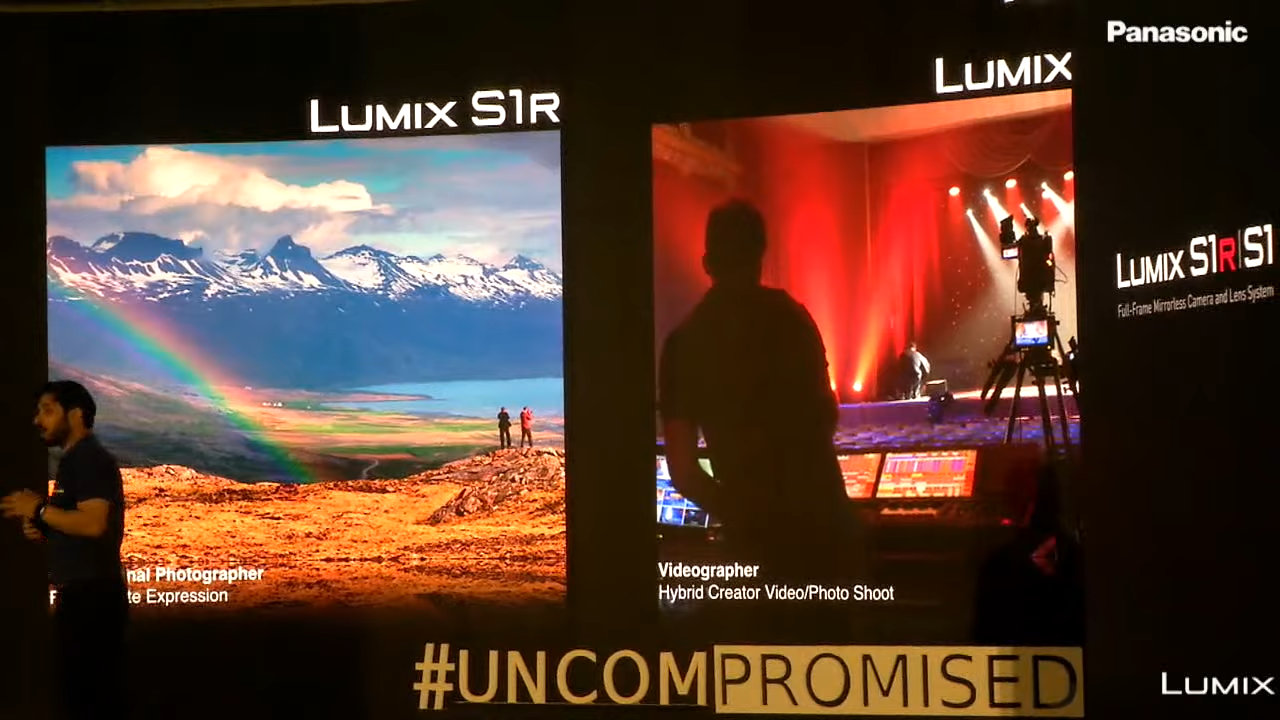 Panasonic
LUMIX S1R
LUMIX
LUMIX S1R|S1
Full-Frame Mirrorless Camera and Lens System
nal Photographer
te Expression
Videographer
Hybrid Creator Video/Photo Shoot
#UNCOMPROMISED
LUMIX